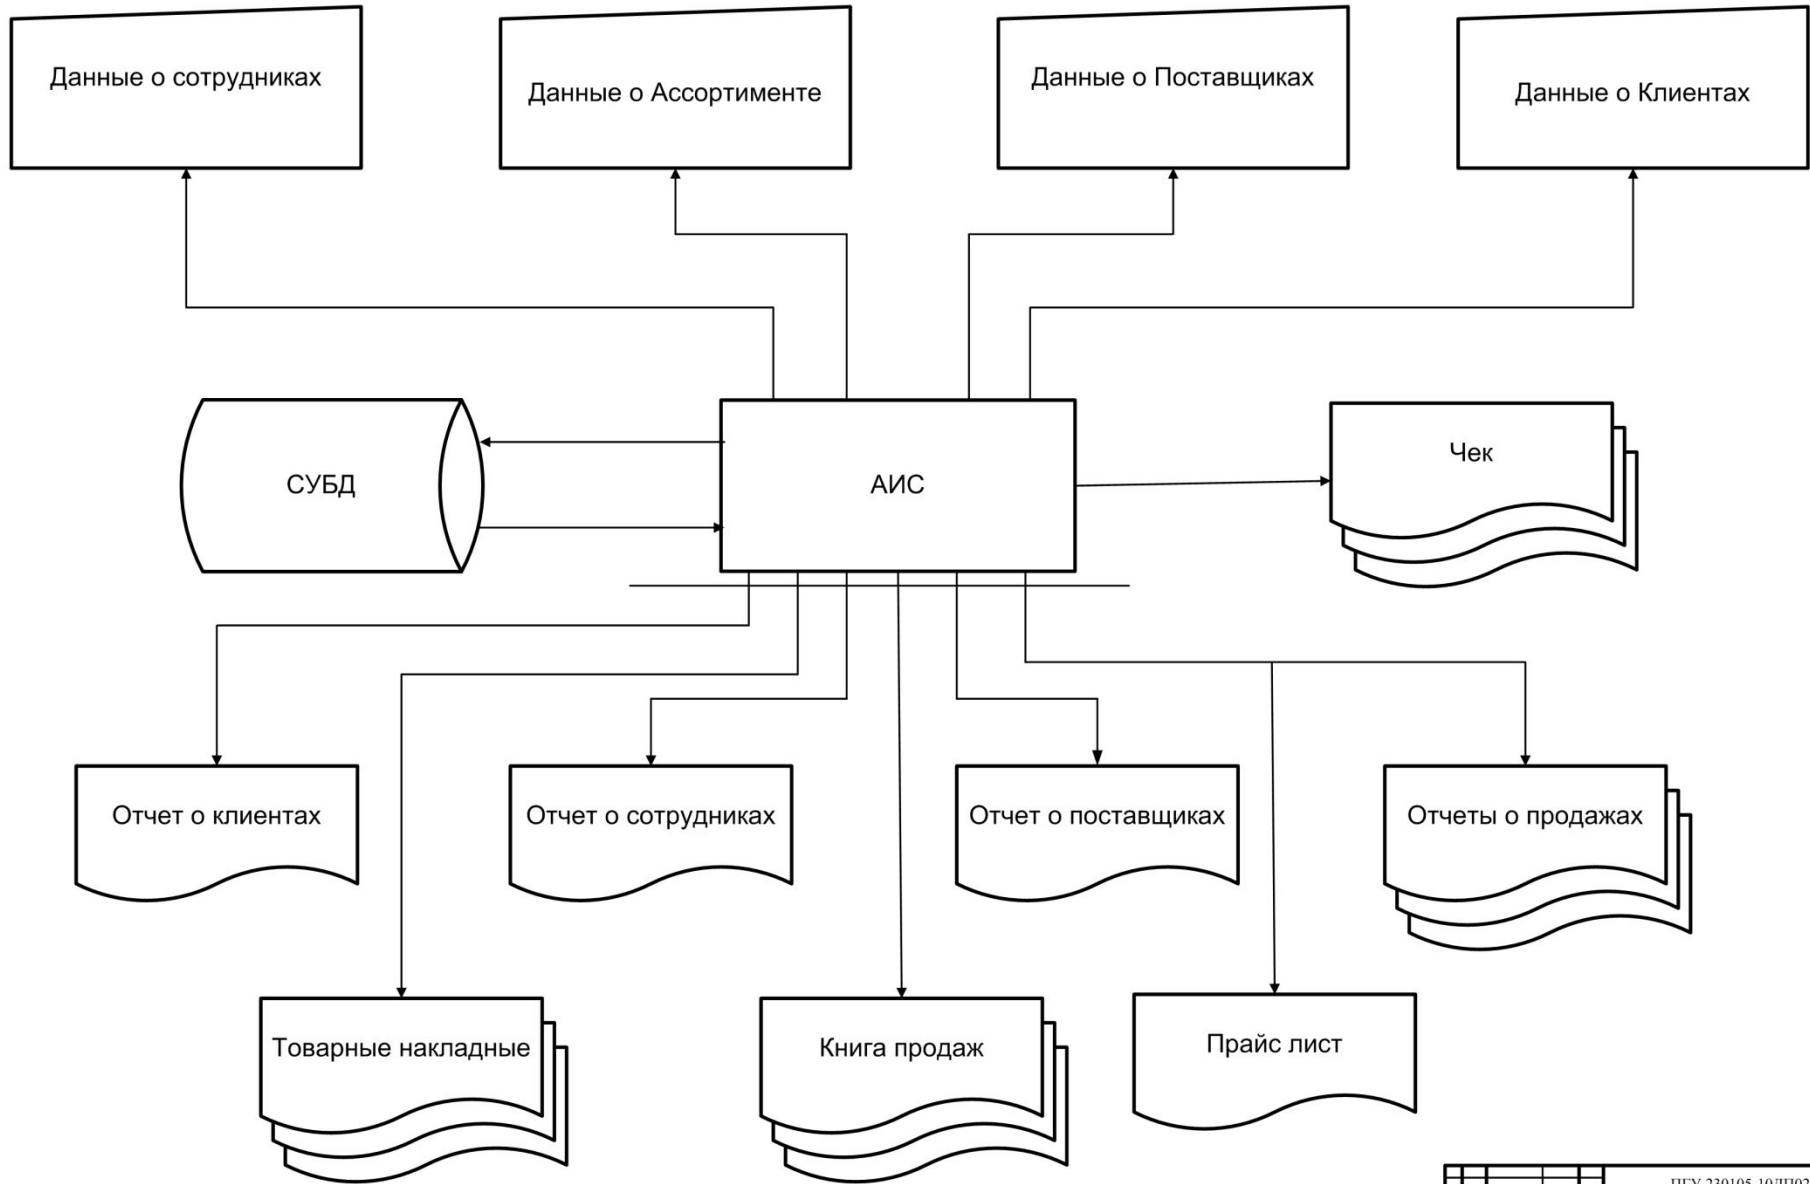 Данные о сотрудниках
Данные о Ассортименте
Данные о Поставщиках
Данные о Клиентах
СУБД
АИС
Чек
Отчет о клиентах
Отчет о сотрудниках
Отчет о поставщиках
Отчеты о продажах
Товарные накладные
Книга продаж
Прайс лист